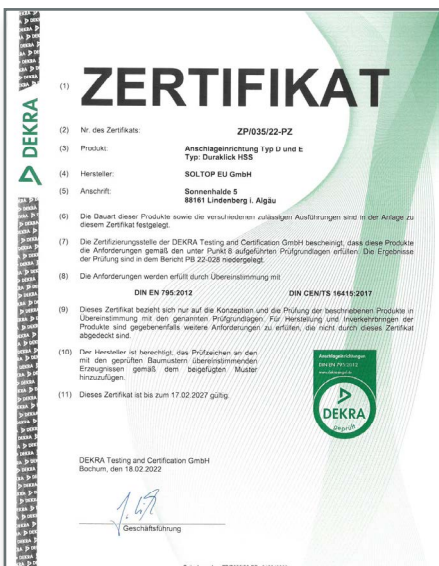 DEKRA
(1) ZERTIFIKAT
(2) Nr. des Zertifikats: ZP/035/22-PZ
(3) Produkt: Anschlageinrichtung Typ D und E
Typ: Duraklick HSS
(4) Hersteller: SOLTOP EU GmbH
(5) Anschrift: Sonnenhalde 5
88161 Lindenberg i. Algäu
(6) Die Bauart dieser Produkte sowie die verschiedenen zulässigen Ausführungen sind in der Anlage zu
diesem Zertifikat festgelegt.
(7) Die Zertifizierungsstelle der DEKRA Testing and Certification GmbH bescheinigt, dass diese Produkte
die Anforderungen gemäß den unter Punkt 8 aufgeführten Prüfgrundlagen erfüllen. Die Ergebnisse
der Prüfung sind in dem Bericht PB 22-028 niedergelegt.
(8) Die Anforderungen werden erfüllt durch Übereinstimmung mit
DIN EN 795:2012 DIN CEN/TS 16415:2017
(9) Dieses Zertifikat bezieht sich nur auf die Konzeption und die Prüfung der beschriebenen Produkte in
Übereinstimmung mit den genannten Prüfgrundlagen. Für Herstellung und Inverkehrbringen der
Produkte sind gegebenenfalls weitere Anforderungen zu erfüllen, die nicht durch dieses Zertifikat
abgedeckt sind.
(10) Der Hersteller ist berechtigt, das Prüfzeichen an den
mit den geprüften Baumustern übereinstimmenden
Erzeugnissen gemäß dem beigefügten Muster
hinzuzufügen.
Anschlageinrichtungen
DIN EN 795:2012
DEKRA
geprüft
(11) Dieses Zertifikat ist bis zum 17.02.2027 gültig.
DEKRA Testing and Certification GmbH
Bochum, den 18.02.2022
Geschäftsführung